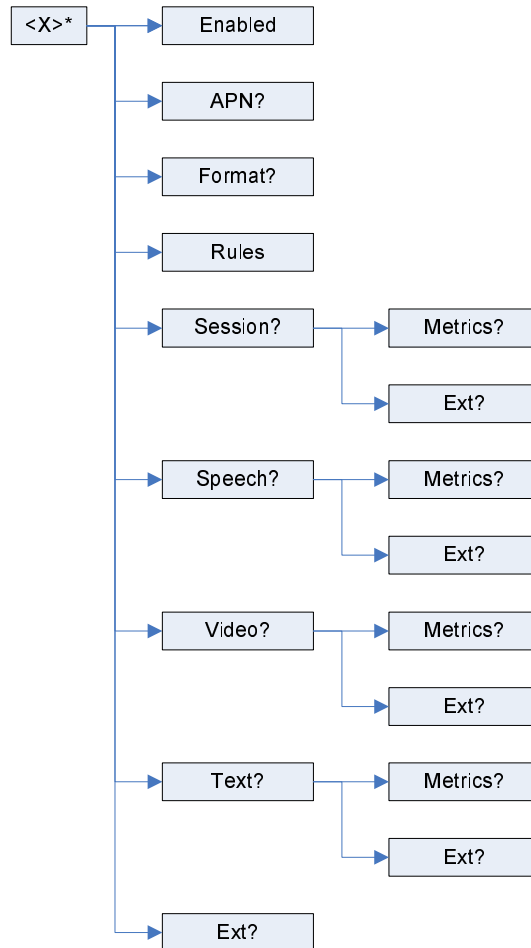 <X>*
Enabled
APN?
Format?
Rules
Session?
Metrics?
Ext?
Speech?
Metrics?
Ext?
Video?
Metrics?
Ext?
Text?
Metrics?
Ext?
Ext?